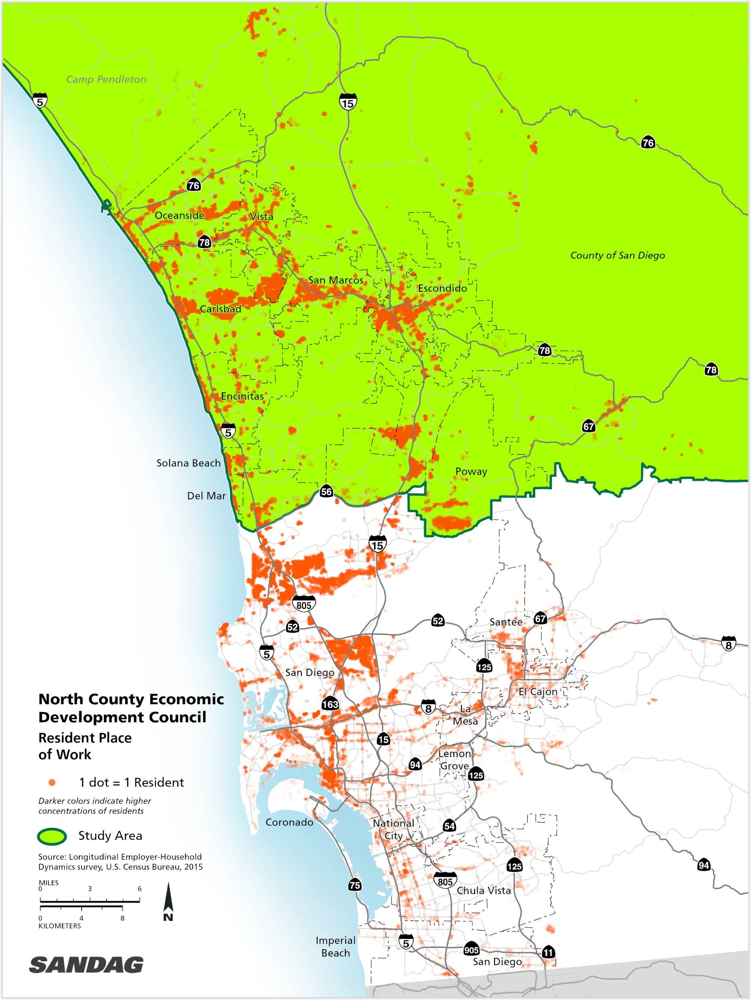 Camp Pendleton
5
15
76
76
Oceanside
Vista
78
County of San Diego
San Marcos
Escondido
Carlsbad
78
78
Encinitas
67
5
Solana Beach
Poway
56
Del Mar
15
805
52
67
52
Santee
8
5
125
San Diego
North County Economic
Development Council
El Cajon
163
8
La
Mesa
Resident Place
of Work
15
Lemon
Grove
94
125
1 dot = 1 Resident
Darker colors indicate higher
concentrations of residents
Coronado
National
City
54
Study Area
Source: Longitudinal Employer-Household
Dynamics survey, U.S. Census Bureau, 2015
125
94
805
75
Chula Vista
MILES
0 3 6
0 4 8
KILOMETERS
N
Imperial
Beach
5
905
11
San Diego
SANDAG